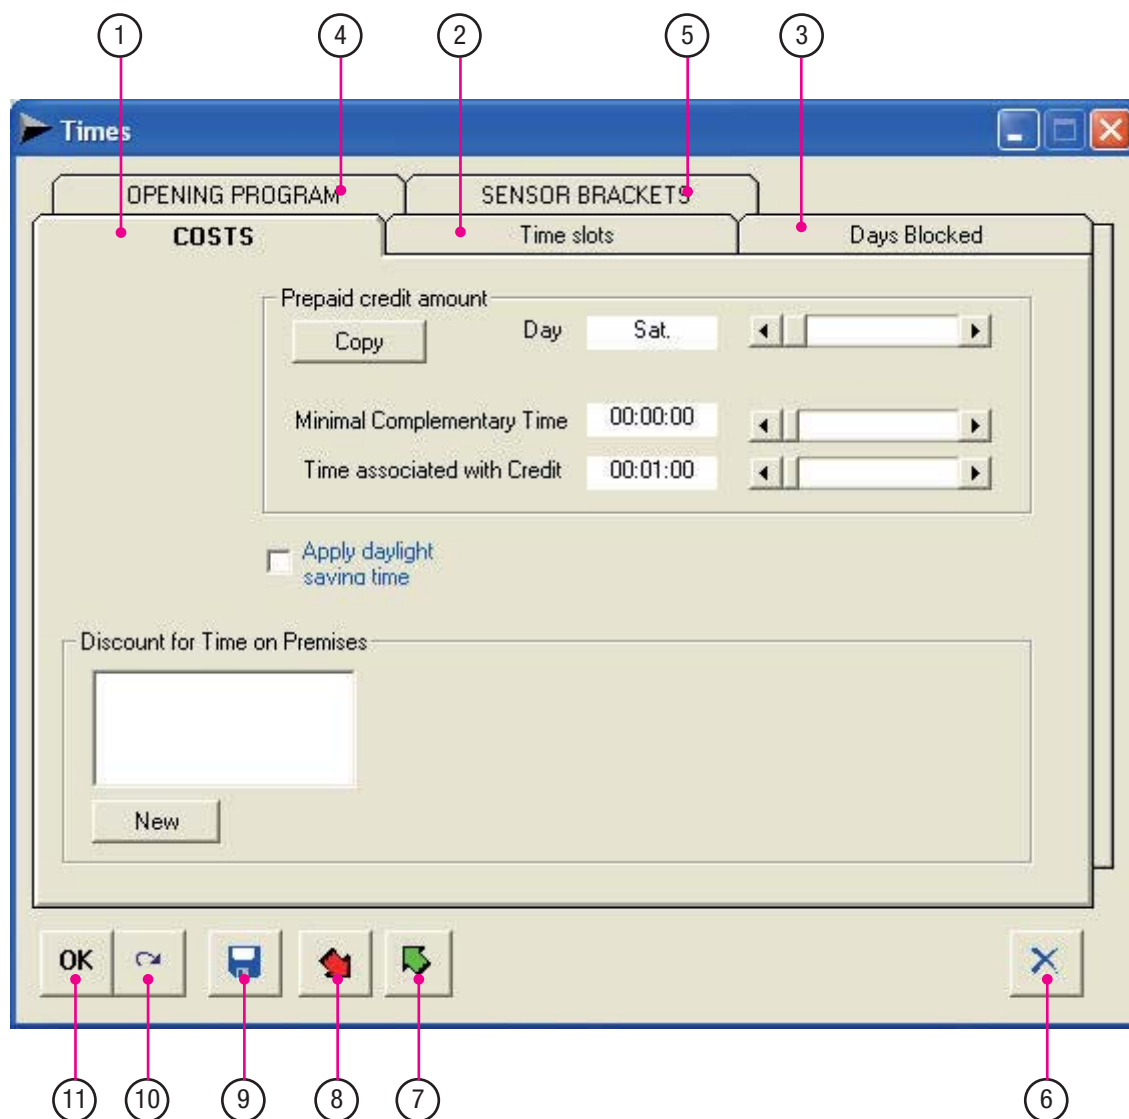 1 4 2 5 3
Times
OPENING PROGRAM SENSOR BRACKETS
COSTS Time slots Days Blocked
Prepaid credit amount
Copy Day Sat.
Minimal Complementary Time 00:00:00
Time associated with Credit 00:01:00
Apply daylight
saving time
Discount for Time on Premises
New
OK
11 10 9 8 7 6